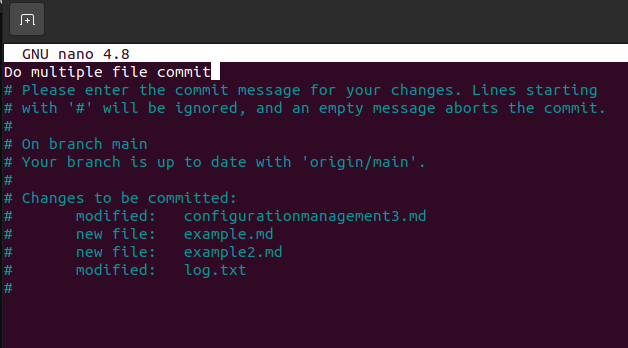 GNU nano 4.8
Do multiple file commit
# Please enter the commit message for your changes. Lines starting
# with '#' will be ignored, and an empty message aborts the commit.
#
# On branch main
# Your branch is up to date with 'origin/main'.
#
# Changes to be committed:
#       modified:   configurationmanagement3.md
#       new file:   example.md
#       new file:   example2.md
#       modified:   log.txt
#